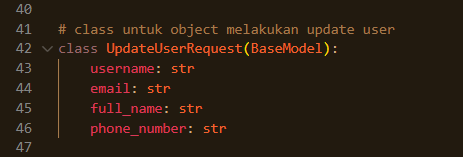 40
41 # class untuk object melakukan update user
42 class UpdateUserRequest(BaseModel):
43     username: str
44     email: str
45     full_name: str
46     phone_number: str
47